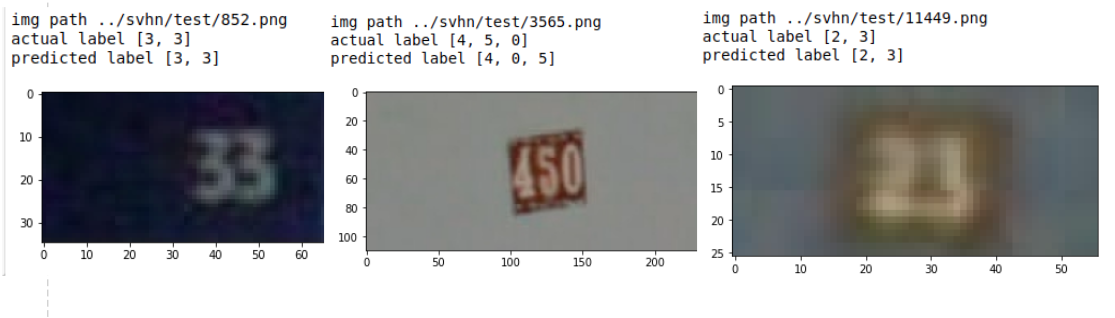 img path ../svhn/test/852.png
actual label [3, 3]
predicted label [3, 3]
0
10
20
30
33
0 10 20 30 40 50 60
img path ../svhn/test/3565.png
actual label [4, 5, 0]
predicted label [4, 0, 5]
0
20
40
60
80
100
450
0 50 100 150 200
img path ../svhn/test/11449.png
actual label [2, 3]
predicted label [2, 3]
0
5
10
15
20
25
0 10 20 30 40 50